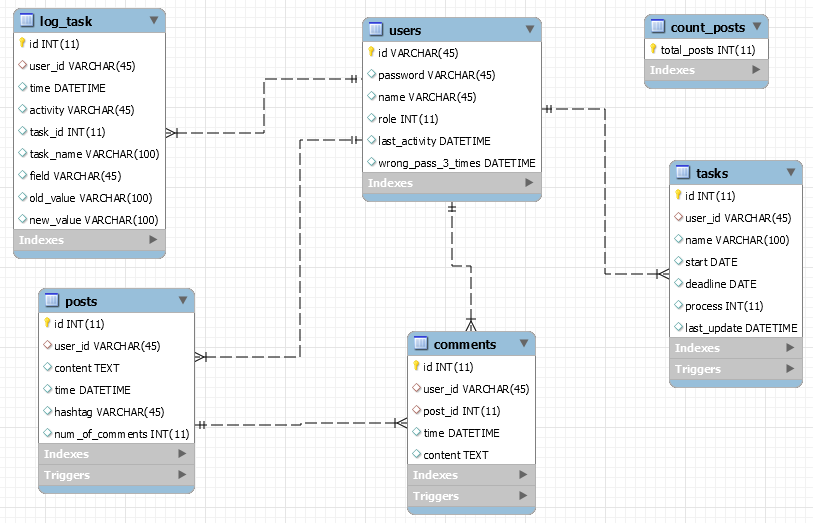 log_task
id INT(11)
user_id VARCHAR(45)
time DATETIME
activity VARCHAR(45)
task_id INT(11)
task_name VARCHAR(100)
field VARCHAR(45)
old_value VARCHAR(100)
new_value VARCHAR(100)
Indexes
users
id VARCHAR(45)
password VARCHAR(45)
name VARCHAR(45)
role INT(11)
last_activity DATETIME
wrong_pass_3_times DATETIME
Indexes
count_posts
total_posts INT(11)
Indexes
tasks
id INT(11)
user_id VARCHAR(45)
name VARCHAR(100)
start DATE
deadline DATE
process INT(11)
last_update DATETIME
Indexes
Triggers
posts
id INT(11)
user_id VARCHAR(45)
content TEXT
time DATETIME
hashtag VARCHAR(45)
num_of_comments INT(11)
Indexes
Triggers
comments
id INT(11)
user_id VARCHAR(45)
post_id INT(11)
time DATETIME
content TEXT
Indexes
Triggers